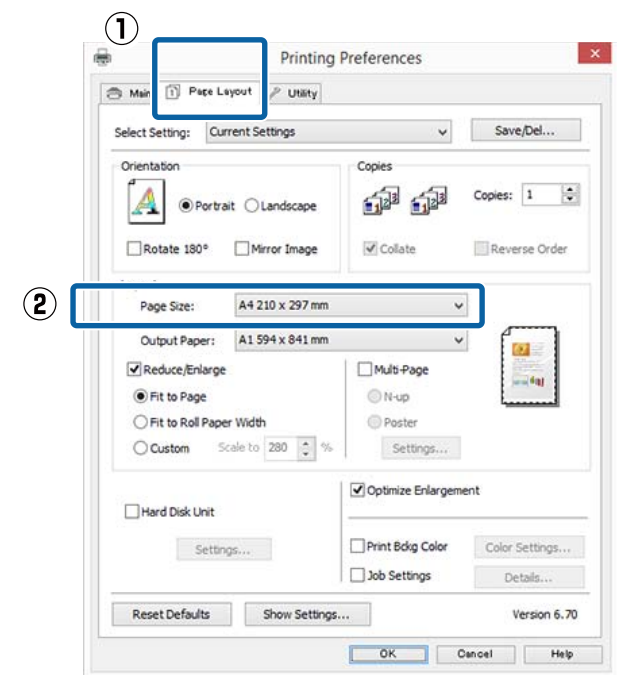 ①
Printing Preferences
Main Page Layout Utility
Select Setting: Current Settings Save/Del...
Orientation Copies
Portrait Landscape Copies: 1
Rotate 180° Mirror Image Collate Reverse Order
②
Page Size: A4 210 x 297 mm
Output Paper: A1 594 x 841 mm
Reduce/Enlarge Multi-Page
Fit to Page N-up
Fit to Roll Paper Width Poster
Custom Scale to 280 % Settings...
Optimize Enlargement
Hard Disk Unit
Settings... Print Bckg Color Color Settings...
Job Settings Details...
Reset Defaults Show Settings... Version 6.70
OK Cancel Help